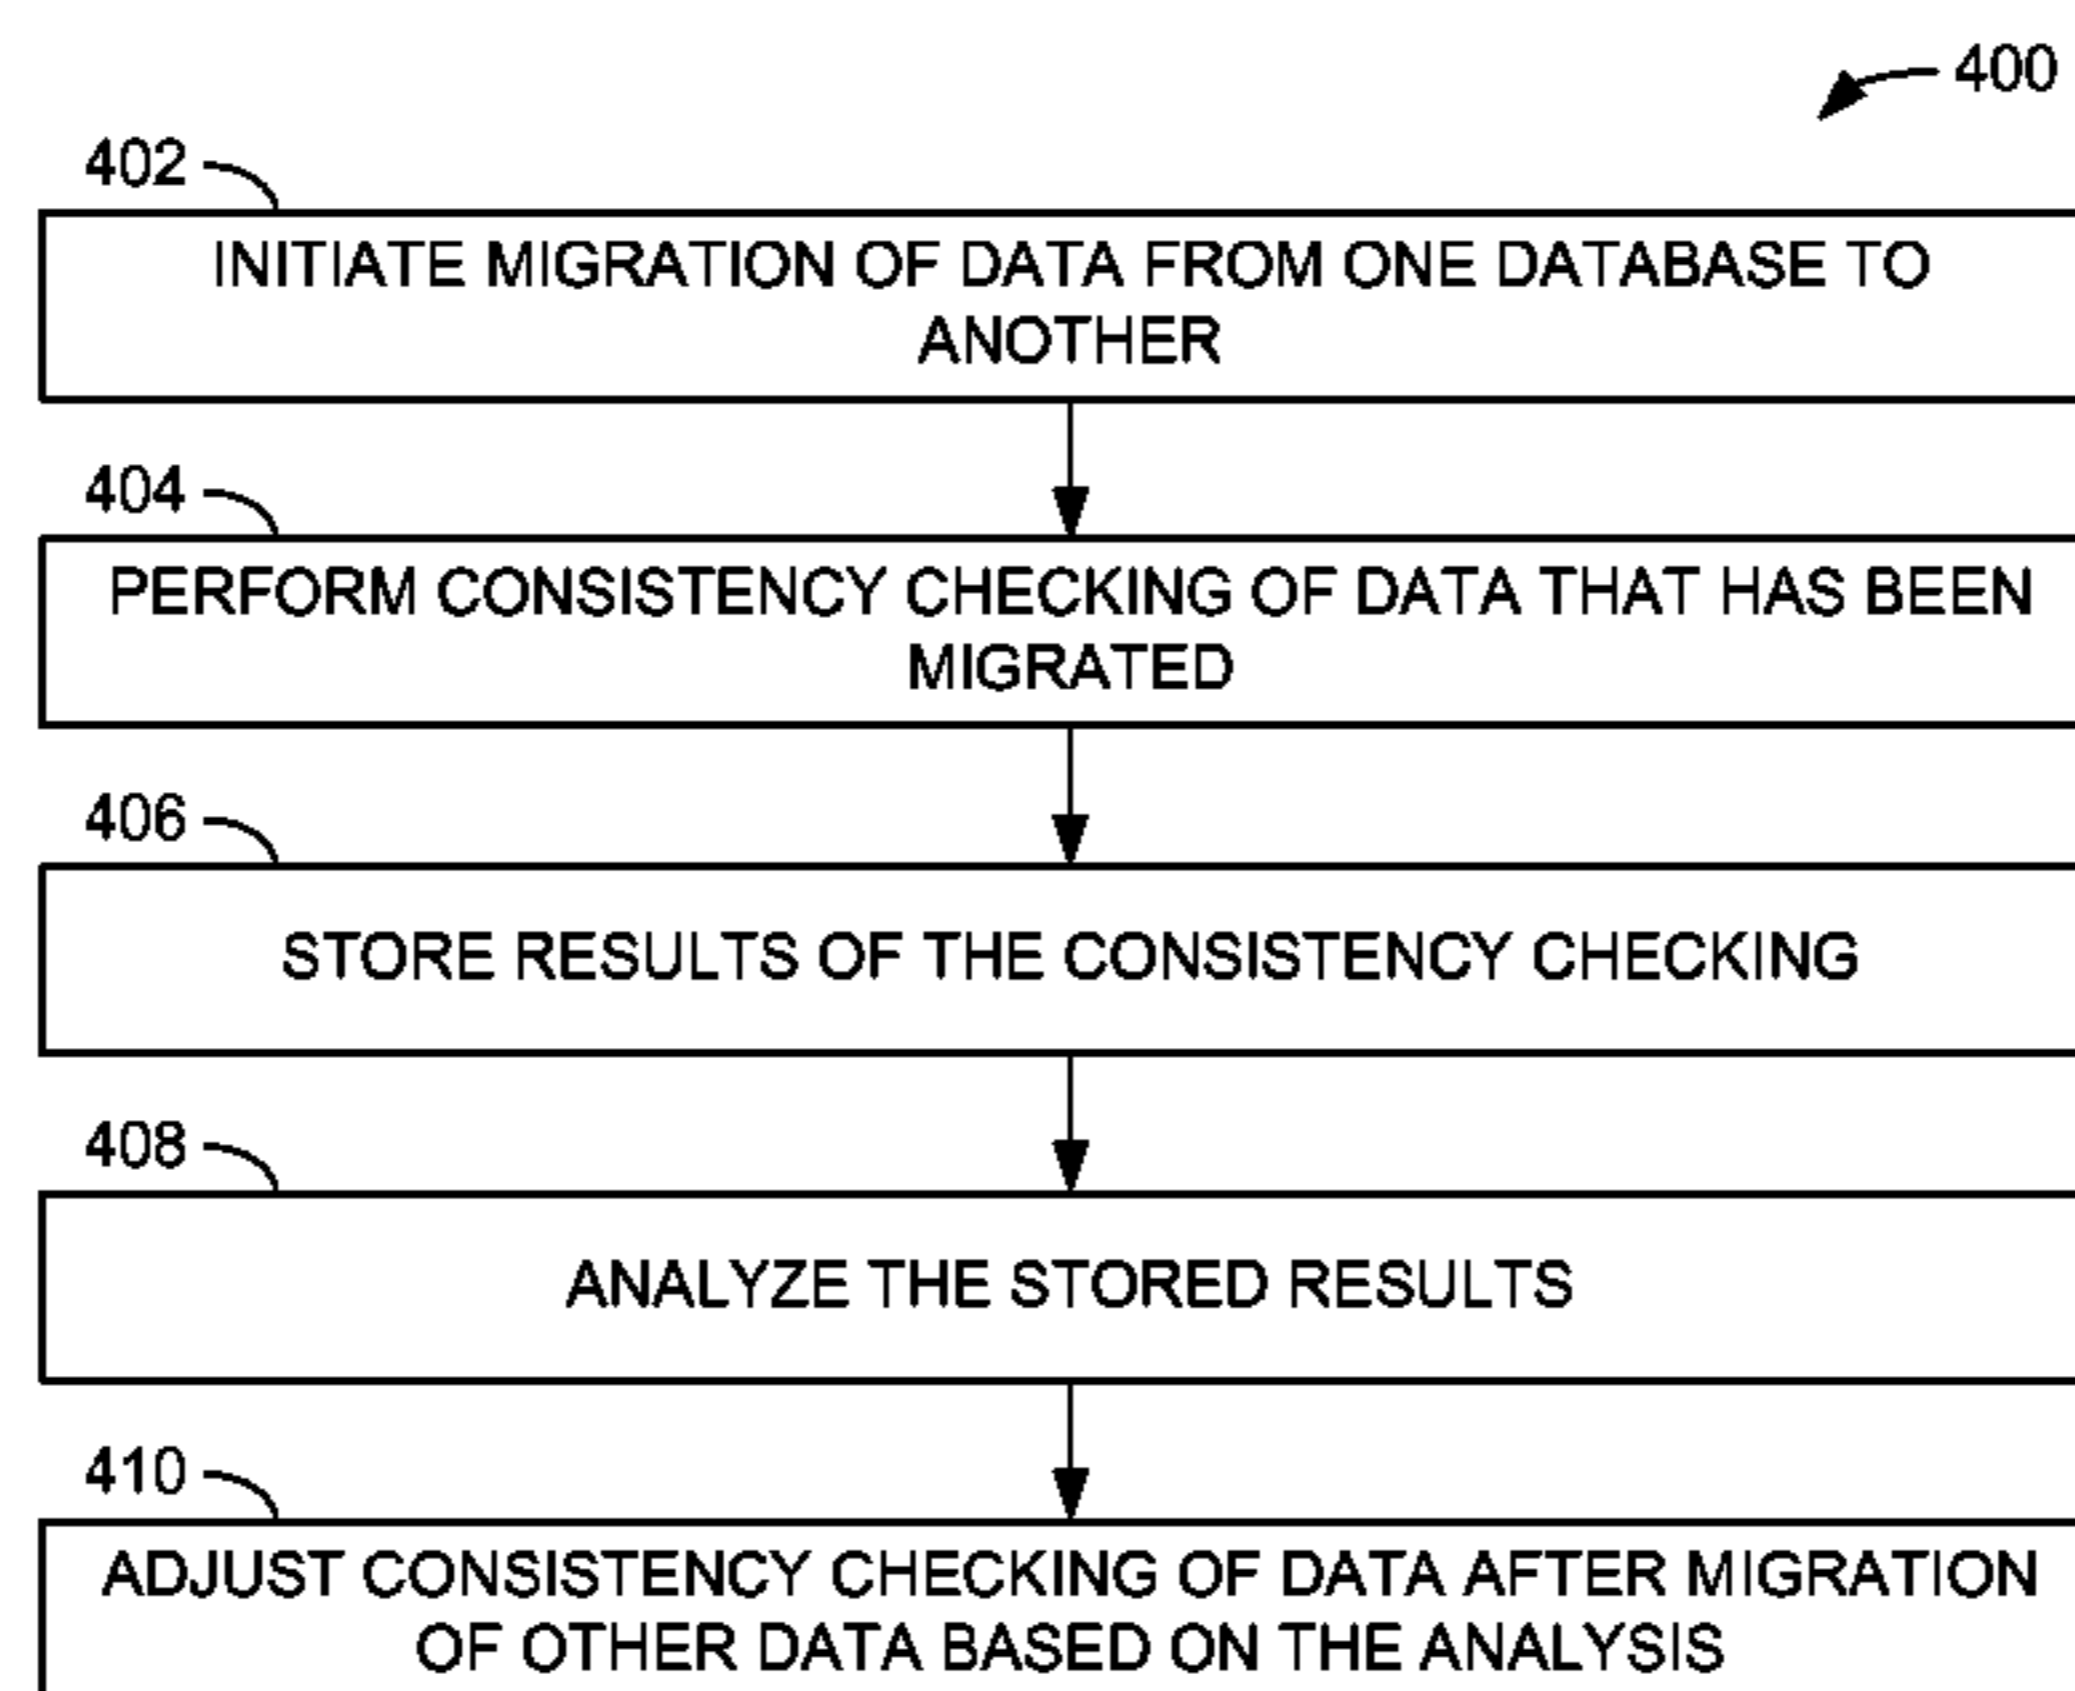 400
402
INITIATE MIGRATION OF DATA FROM ONE DATABASE TO
ANOTHER
404
PERFORM CONSISTENCY CHECKING OF DATA THAT HAS BEEN
MIGRATED
406
STORE RESULTS OF THE CONSISTENCY CHECKING
408
ANALYZE THE STORED RESULTS
410
ADJUST CONSISTENCY CHECKING OF DATA AFTER MIGRATION
OF OTHER DATA BASED ON THE ANALYSIS